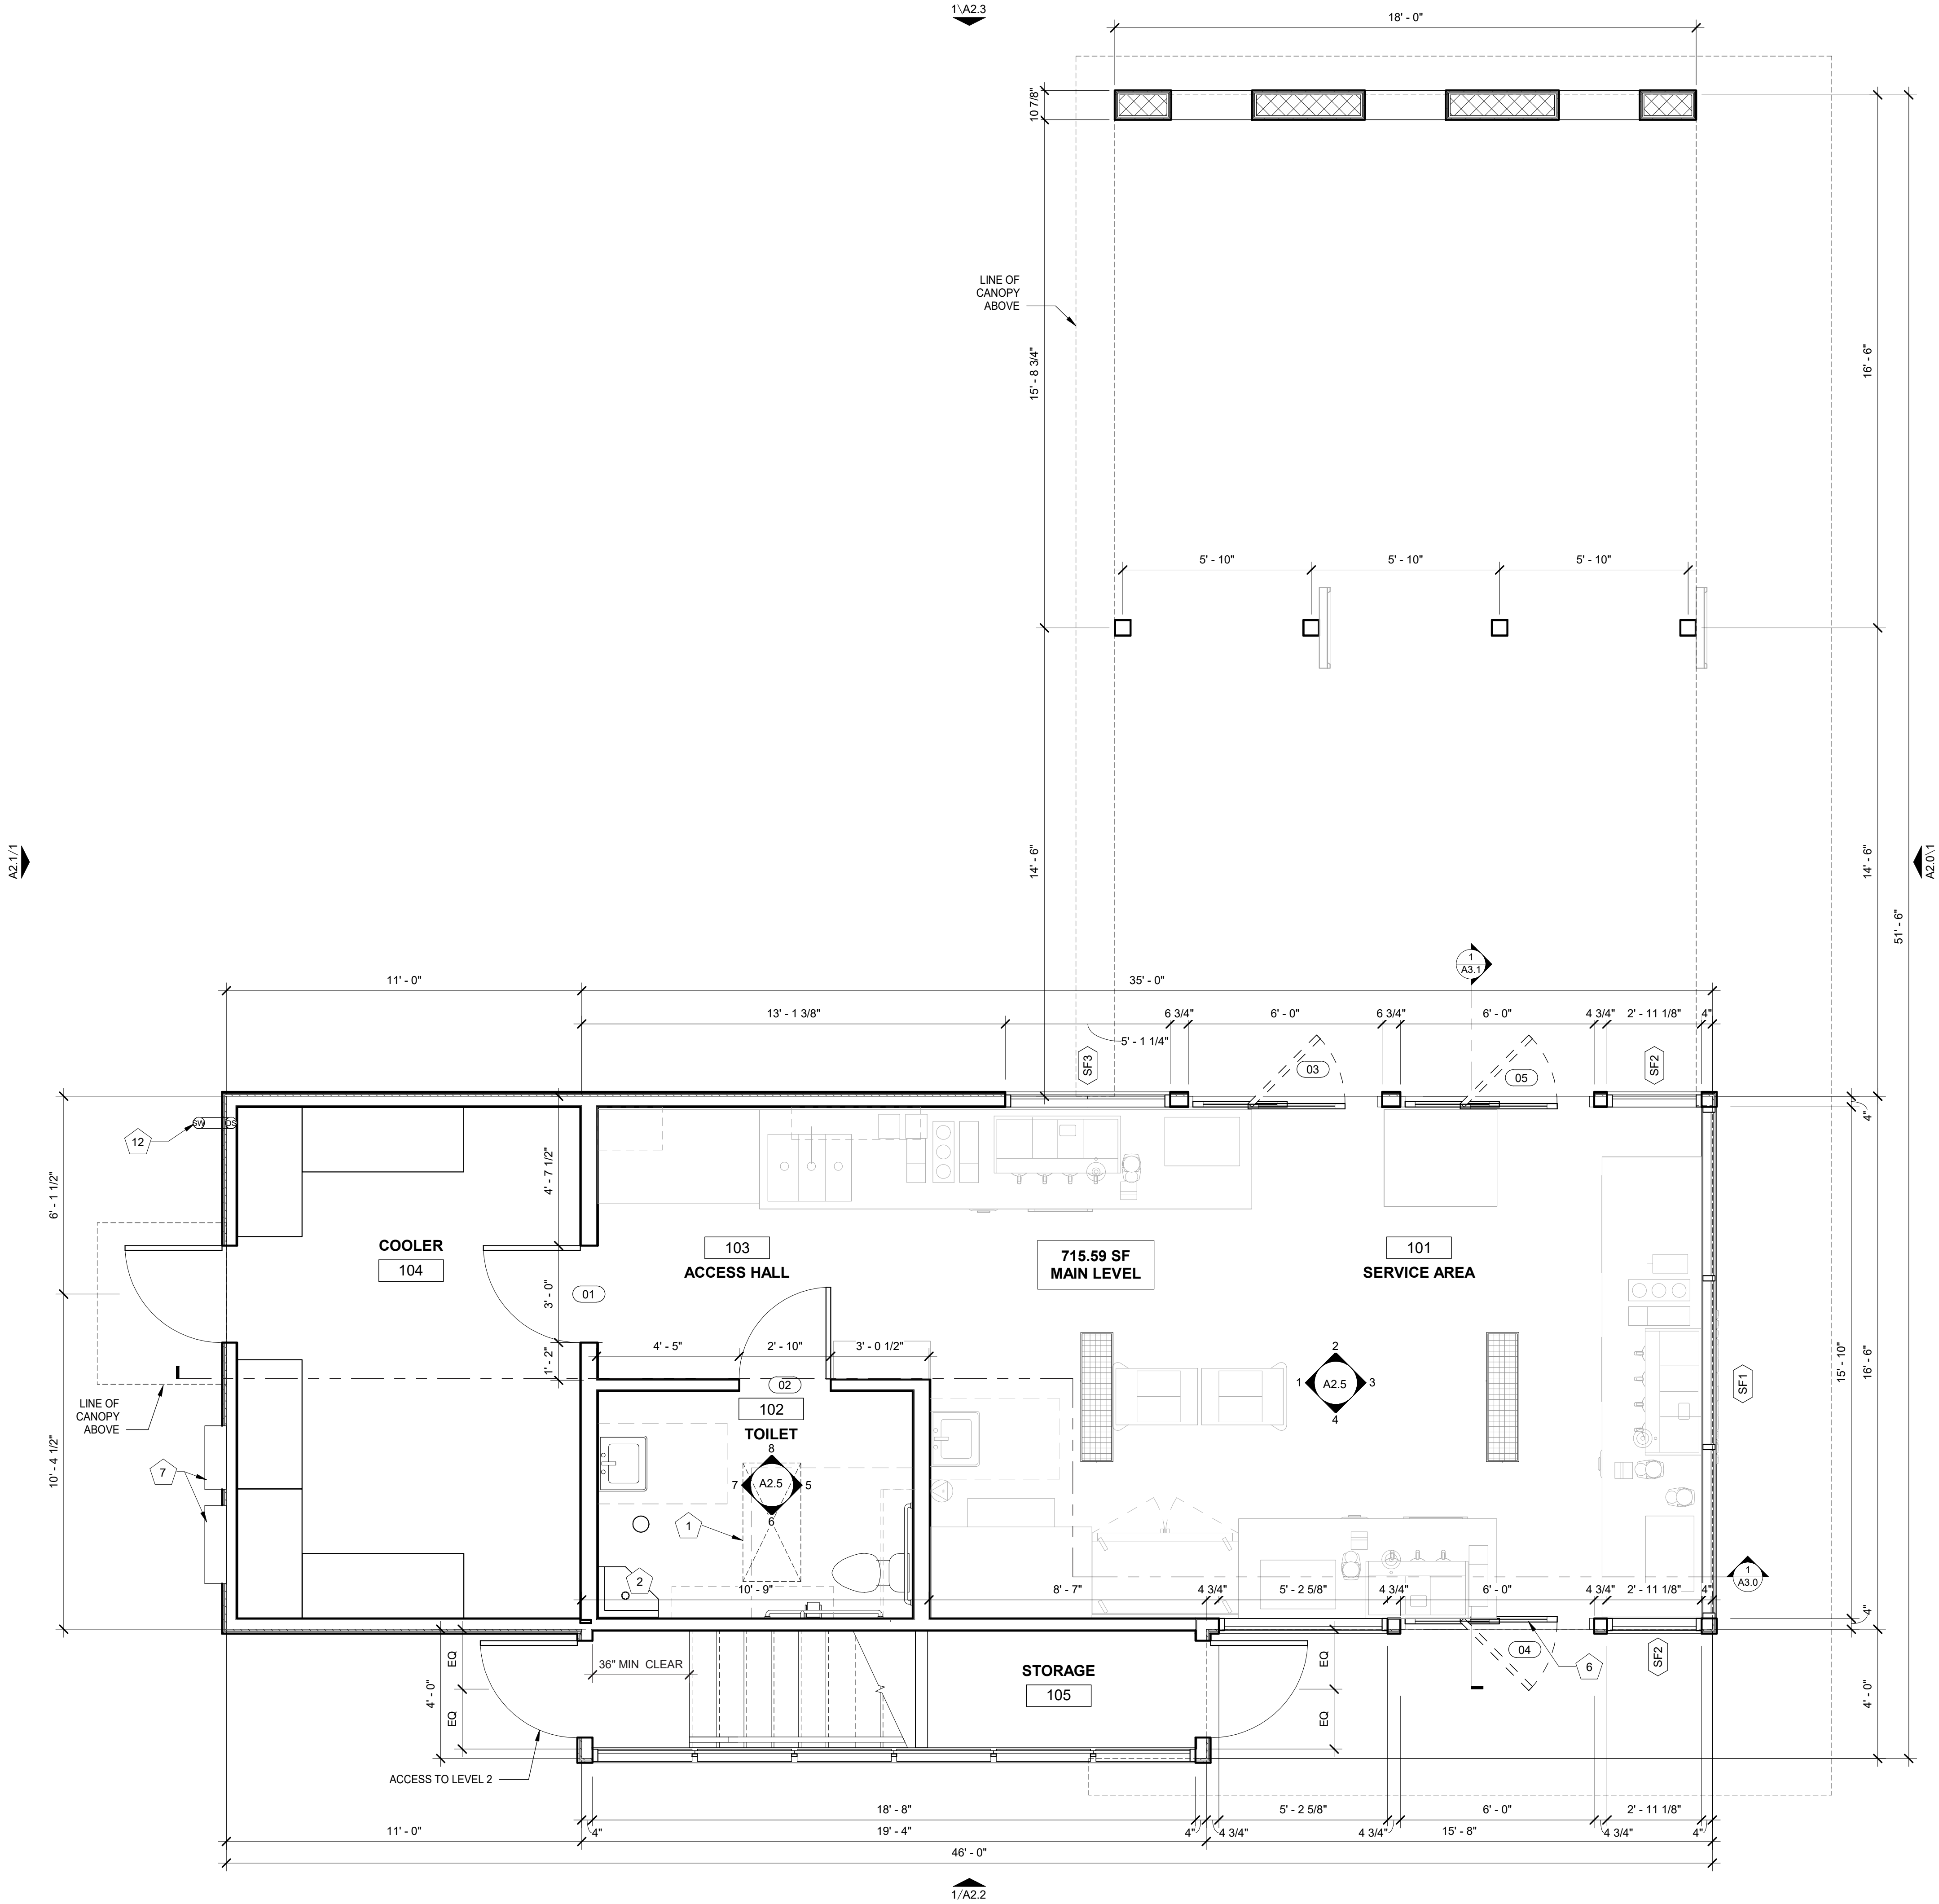 1\A2.3
18' - 0"
10 7/8"
LINE OF
CANOPY
ABOVE
15' - 8 3/4"
16' - 6"
5' - 10"
5' - 10"
5' - 10"
A2.1/1
14' - 6"
14' - 6"
A2.0\1
51' - 6"
1
A3.1
11' - 0"
35' - 0"
13' - 1 3/8"
6 3/4"
6' - 0"
6 3/4"
6' - 0"
4 3/4"
2' - 11 1/8"
4"
5' - 1 1/4"
SF3
03
05
SF2
4"
12
SW
OS
6' - 1 1/2"
4' - 7 1/2"
COOLER
104
103
ACCESS HALL
715.59 SF
MAIN LEVEL
101
SERVICE AREA
01
3' - 0"
1' - 2"
4' - 5"
2' - 10"
3' - 0 1/2"
02
102
TOILET
8
A2.5
7
5
6
2
1
A2.5
3
4
15' - 10"
16' - 6"
SF1
LINE OF
CANOPY
ABOVE
10' - 4 1/2"
7
1
2
1
A3.0
10' - 9"
8' - 7"
4 3/4"
5' - 2 5/8"
4 3/4"
6' - 0"
4 3/4"
2' - 11 1/8"
4"
4"
04
6
SF2
EQ
EQ
4' - 0"
36" MIN CLEAR
STORAGE
105
EQ
EQ
4' - 0"
ACCESS TO LEVEL 2
18' - 8"
5' - 2 5/8"
6' - 0"
2' - 11 1/8"
11' - 0"
4"
19' - 4"
4"
4 3/4"
4 3/4"
15' - 8"
4 3/4"
4"
46' - 0"
1/A2.2